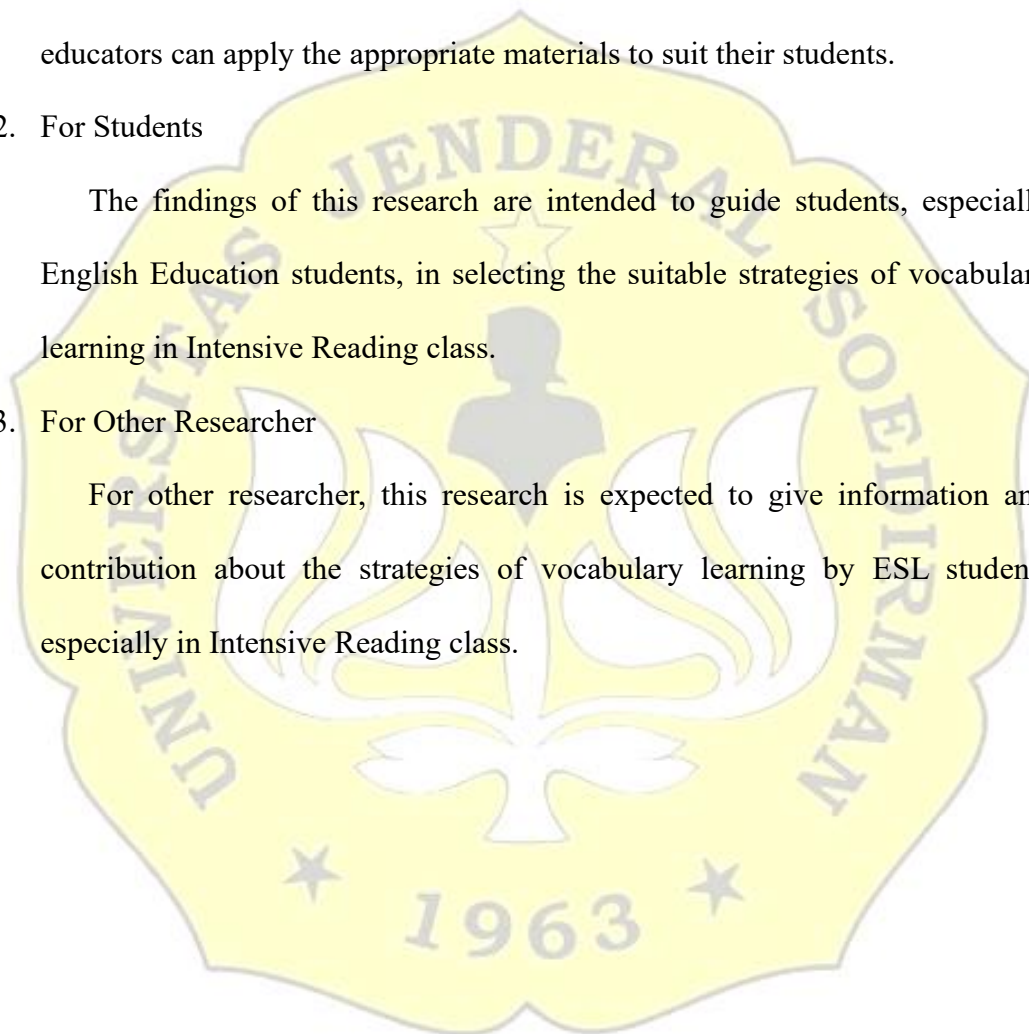 educators can apply the appropriate materials to suit their students.
2. For Students
The findings of this research are intended to guide students, especiall
English Education students, in selecting the suitable strategies of vocabular
learning in Intensive Reading class.
3. For Other Researcher
For other researcher, this research is expected to give information an
contribution about the strategies of vocabulary learning by ESL studen
especially in Intensive Reading class.
UNIVERSITAS JENDERAL SOEDIRMAN
1963